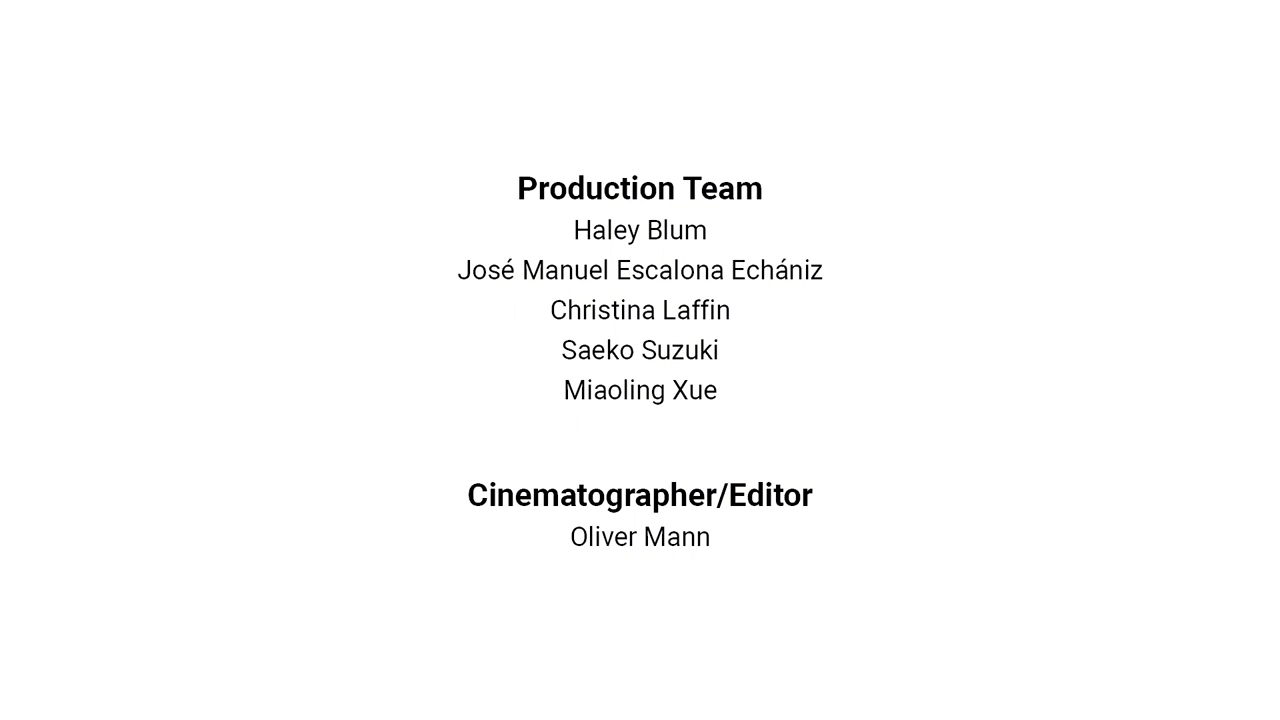 Production Team
Haley Blum
José Manuel Escalona Echániz
Christina Laffin
Saeko Suzuki
Miaoling Xue
Cinematographer/Editor
Oliver Mann